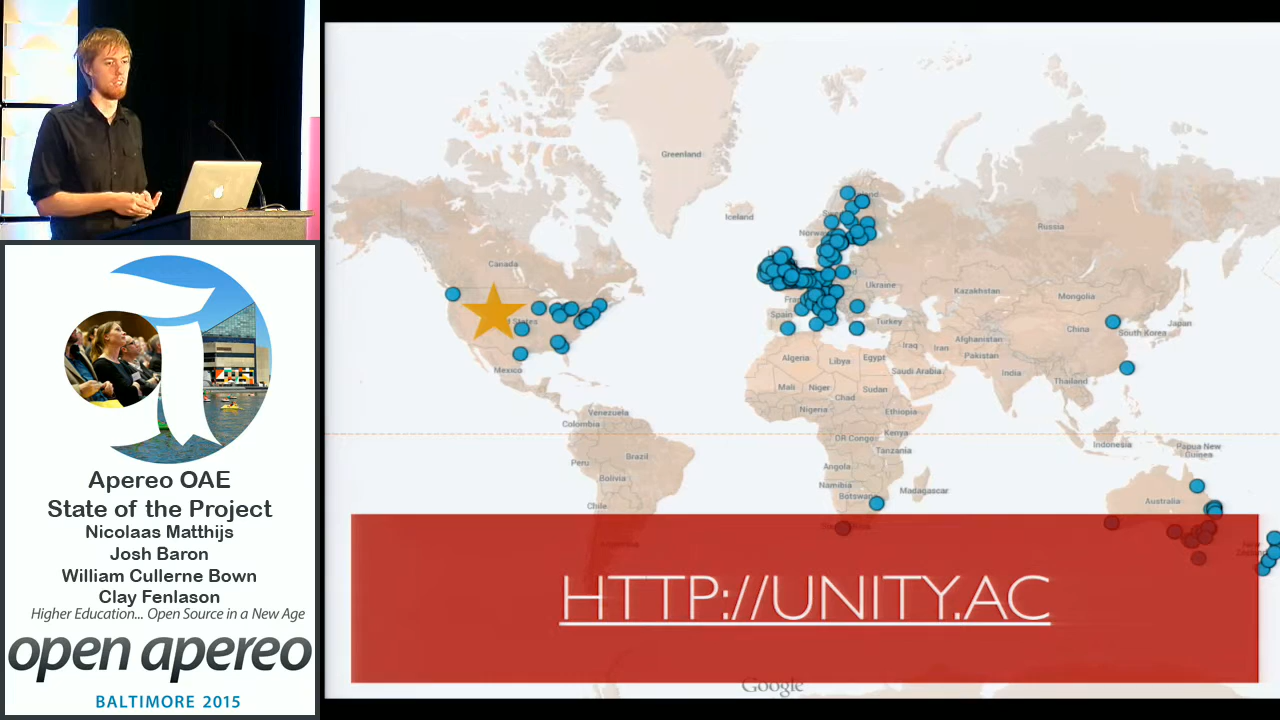 Apereo OAE
State of the Project
Nicolaas Matthijs
Josh Baron
William Cullerne Bown
Clay Fenlason
Higher Education... Open Source in a New Age
open apereo
BALTIMORE 2015
Greenland
Iceland
Norway
Russia
Canada
Ukraine
Kazakhstan
Mongolia
Spain
Turkey
China
South Korea
Japan
Afghanistan
Iraq
Iran
Pakistan
Algeria
Libya
Egypt
Saudi Arabia
India
Mexico
Thailand
Mali
Niger
Sudan
Chad
Nigeria
Ethiopia
Venezuela
Colombia
DR Congo
Kenya
Indonesia
Papua New
Guinea
Tanzania
Peru
Brazil
Angola
Bolivia
Namibia
Madagascar
Botswana
Australia
Chile
HTTP://UNITY.AC
Google